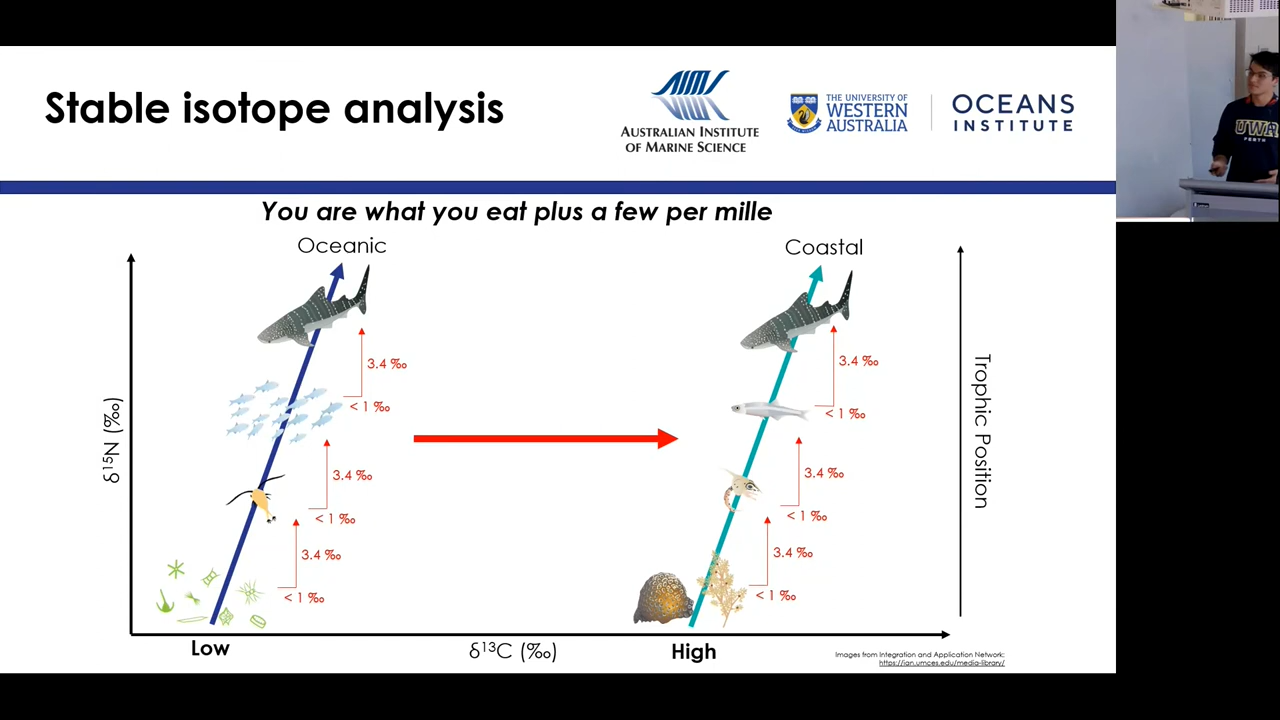 Stable isotope analysis
AIMS
AUSTRALIAN INSTITUTE
OF MARINE SCIENCE
THE UNIVERSITY OF
WESTERN
AUSTRALIA
OCEANS
INSTITUTE
UWA
PERTH
You are what you eat plus a few per mille
Oceanic
Coastal
3.4 ‰
< 1 ‰
3.4 ‰
< 1 ‰
3.4 ‰
< 1 ‰
3.4 ‰
< 1 ‰
3.4 ‰
< 1 ‰
3.4 ‰
< 1 ‰
δ¹⁵N (‰)
Trophic Position
Low
δ¹³C (‰)
High
Images from Integration and Application Network:
https://ian.umces.edu/media-library/